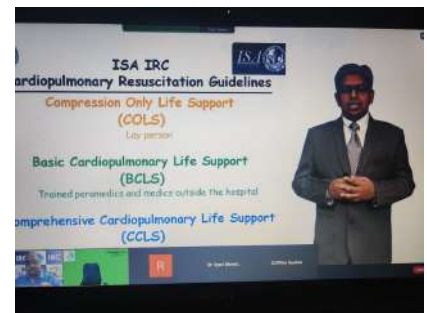 ISA IRC
ardiopulmonary Resuscitation Guidelines
ISA
Compression Only Life Support
(COLS)
Lay person
Basic Cardiopulmonary Life Support
(BCLS)
Trained paramedics and medics outside the hospital
omprehensive Cardiopulmonary Life Support
(CCLS)
R